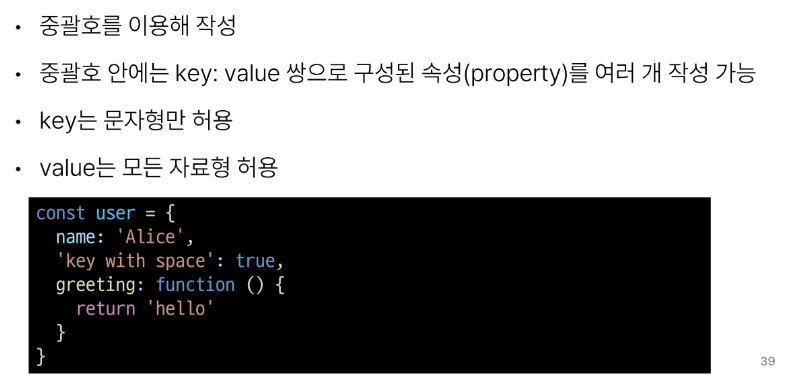 • 중괄호를 이용해 작성
• 중괄호 안에는 key: value 쌍으로 구성된 속성(property)를 여러 개 작성 가능
• key는 문자형만 허용
• value는 모든 자료형 허용
const user = {
  name: 'Alice',
  'key with space': true,
  greeting: function () {
    return 'hello'
  }
}
39